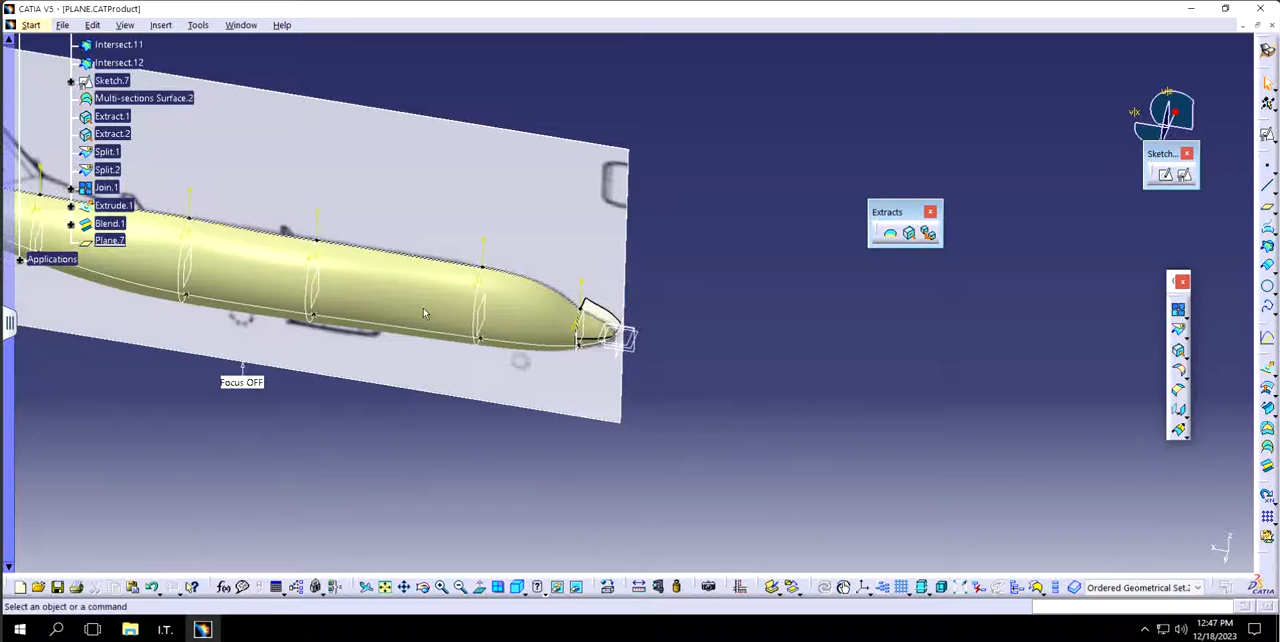 CATIA V5 - [PLANE.CATProduct]
Start File Edit View Insert Tools Window Help
Intersect.11
Intersect.12
Sketch.7
Multi-sections Surface.2
Extract.1
Extract.2
Split.1
Split.2
Join.1
Extrude.1
Blend.1
Plane.7
Applications
Focus OFF
Sketch...
Extracts
Ordered Geometrical Set.2
CATIA
Select an object or a command
I.T.
12:47 PM
12/18/2023